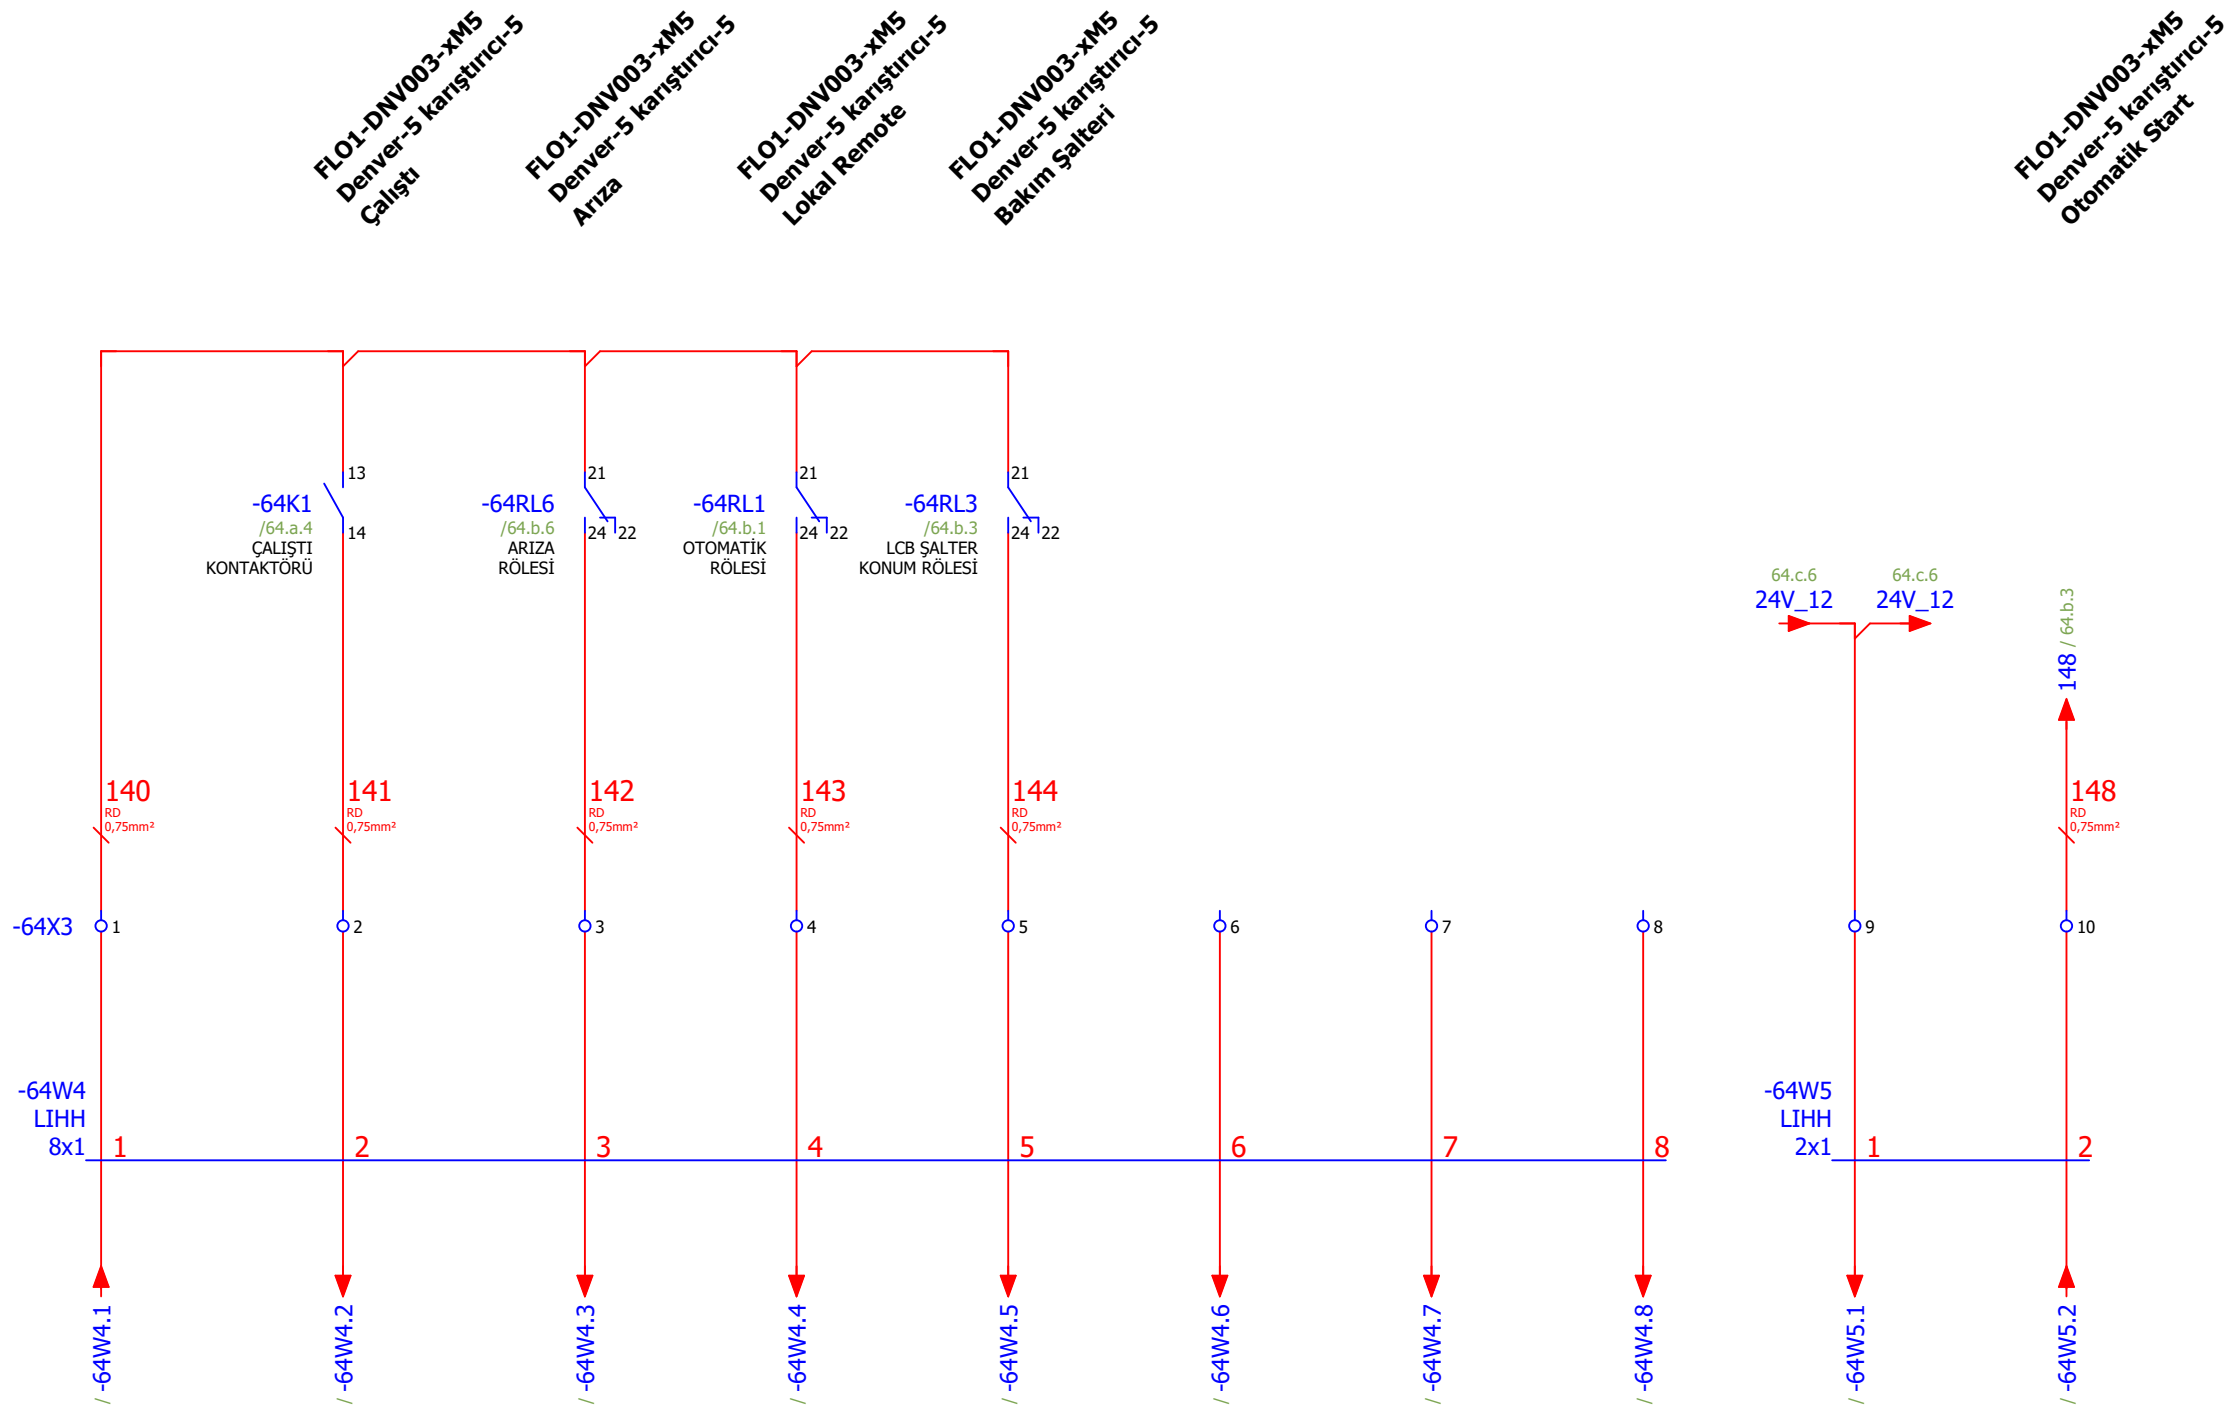 FLO1-DNV003-xM5
Denver-5 karıştırıcı-5
Çalıştı
FLO1-DNV003-xM5
Denver-5 karıştırıcı-5
Arıza
FLO1-DNV003-xM5
Denver-5 karıştırıcı-5
Lokal Remote
FLO1-DNV003-xM5
Denver-5 karıştırıcı-5
Bakım Şalteri
FLO1-DNV003-xM5
Denver-5 karıştırıcı-5
Otomatik Start
13
-64K1
/64.a.4
14
ÇALIŞTI
KONTAKTÖRÜ
21
-64RL6
/64.b.6
24 22
ARIZA
RÖLESİ
21
-64RL1
/64.b.1
24 22
OTOMATİK
RÖLESİ
21
-64RL3
/64.b.3
24 22
LCB ŞALTER
KONUM RÖLESİ
64.c.6
24V_12
64.c.6
24V_12
148 / 64.b.3
140
RD
0,75mm²
141
RD
0,75mm²
142
RD
0,75mm²
143
RD
0,75mm²
144
RD
0,75mm²
148
RD
0,75mm²
-64X3 1 2 3 4 5 6 7 8 9 10
-64W4
LIHH
8x1 1 2 3 4 5 6 7 8
-64W5
LIHH
2x1 1 2
/ -64W4.1
/ -64W4.2
/ -64W4.3
/ -64W4.4
/ -64W4.5
/ -64W4.6
/ -64W4.7
/ -64W4.8
/ -64W5.1
/ -64W5.2